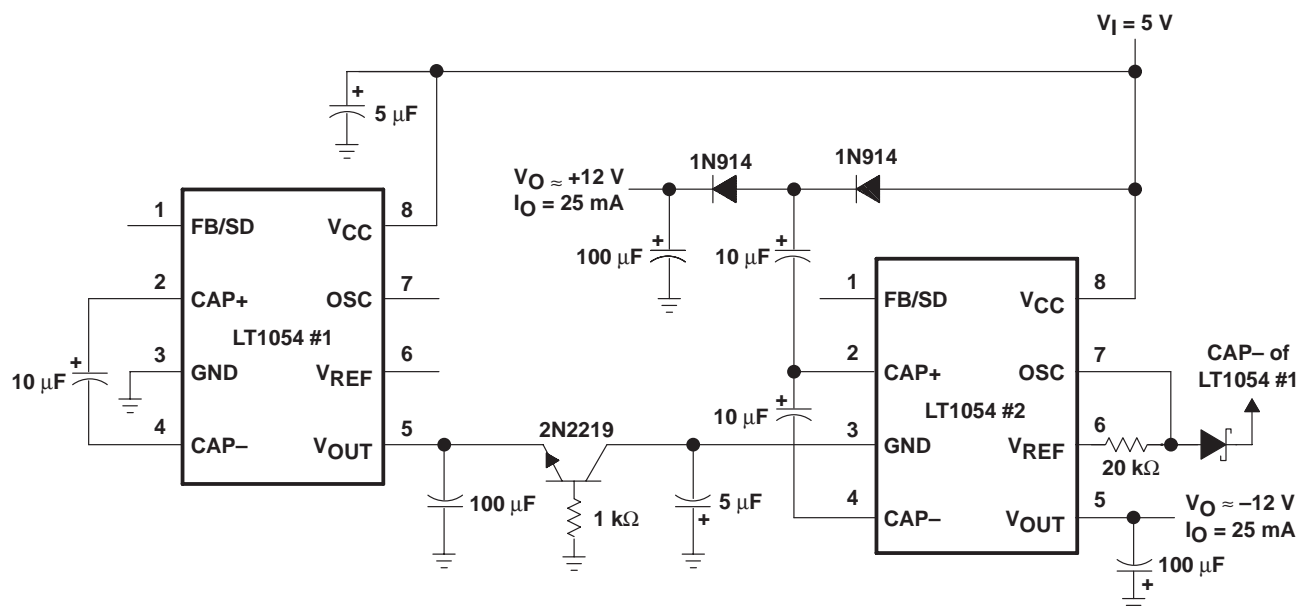 V_I = 5 V
+
5 μF
1N914
1N914
V_O ≈ +12 V
I_O = 25 mA
+
100 μF
+
10 μF
1
FB/SD
V_CC
8
2
CAP+
OSC
7
LT1054 #1
+
10 μF
3
GND
V_REF
6
4
CAP–
V_OUT
5
100 μF
2N2219
1 kΩ
5 μF
+
+
10 μF
1
FB/SD
V_CC
8
2
CAP+
OSC
7
LT1054 #2
3
GND
V_REF
6
20 kΩ
CAP– of
LT1054 #1
4
CAP–
V_OUT
5
V_O ≈ –12 V
I_O = 25 mA
100 μF
+